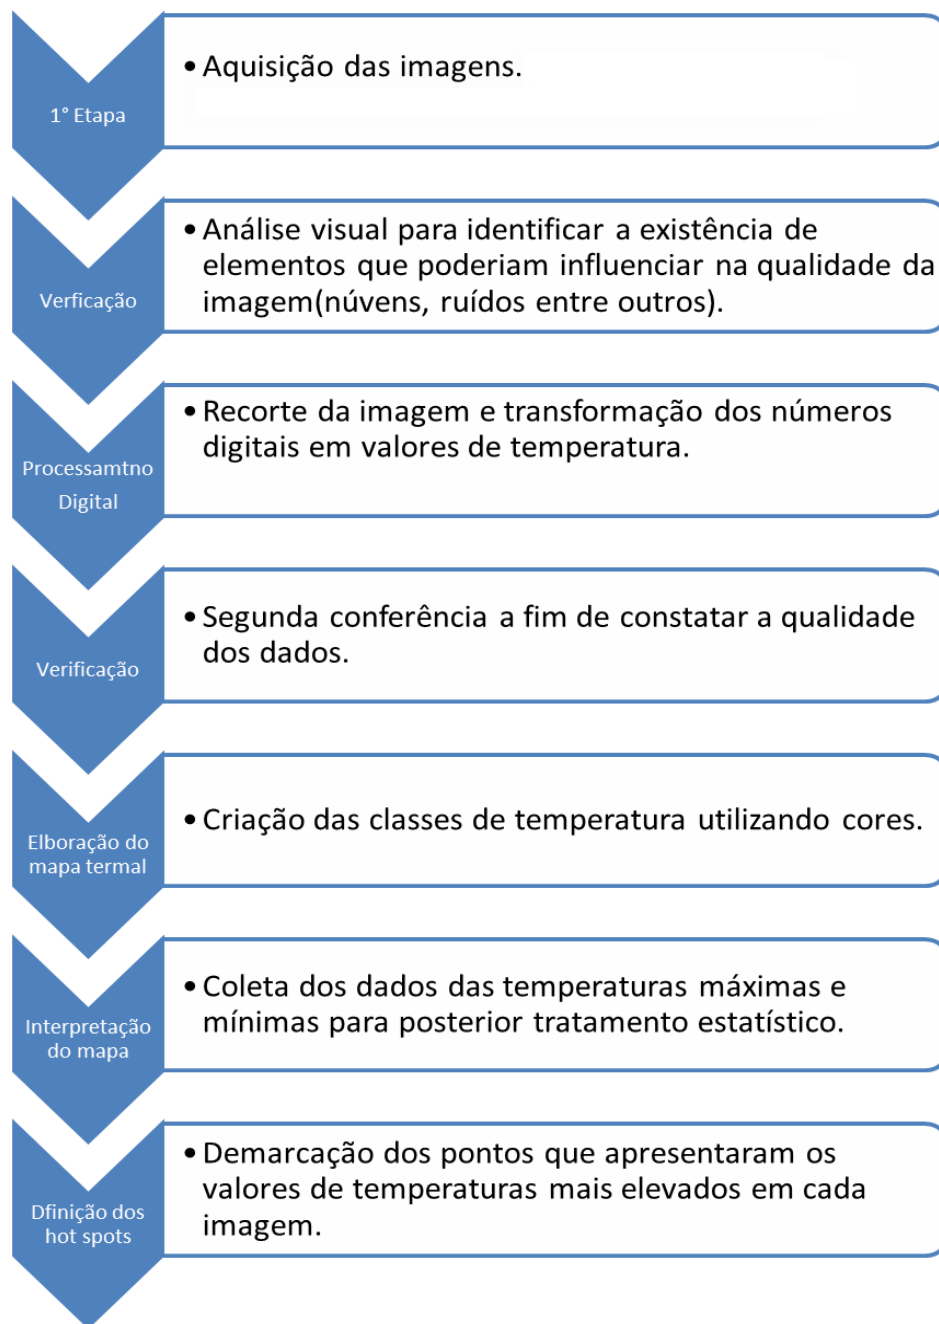 1° Etapa
• Aquisição das imagens.
Verficação
• Análise visual para identificar a existência de
elementos que poderiam influenciar na qualidade da
imagem(núvens, ruídos entre outros).
Processamtno
Digital
• Recorte da imagem e transformação dos números
digitais em valores de temperatura.
Verificação
• Segunda conferência a fim de constatar a qualidade
dos dados.
Elboração do
mapa termal
• Criação das classes de temperatura utilizando cores.
Interpretação
do mapa
• Coleta dos dados das temperaturas máximas e
mínimas para posterior tratamento estatístico.
Dfinição dos
hot spots
• Demarcação dos pontos que apresentaram os
valores de temperaturas mais elevados em cada
imagem.